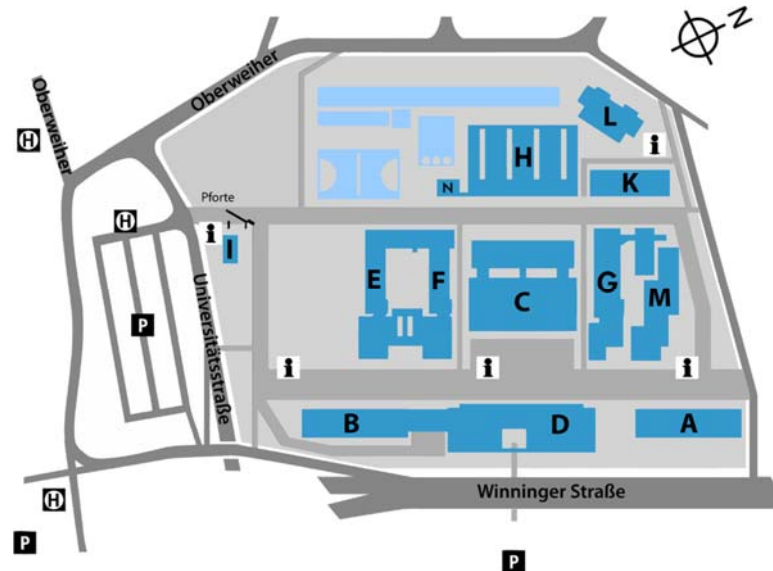 N
Oberweiher
Oberweiher
H
L
i
H
K
N
Pforte
i
I
H
E
F
C
G
M
P
Universitätsstraße
i
i
i
B
D
A
Winninger Straße
H
P
P